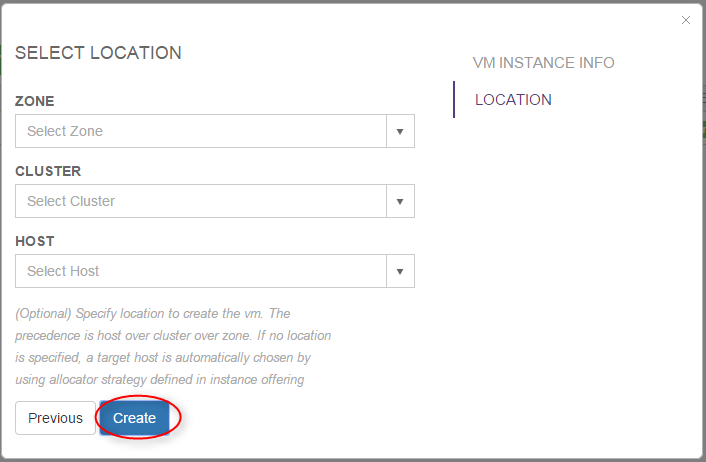 SELECT LOCATION
VM INSTANCE INFO
LOCATION
ZONE
Select Zone
CLUSTER
Select Cluster
HOST
Select Host
(Optional) Specify location to create the vm. The
precedence is host over cluster over zone. If no location
is specified, a target host is automatically chosen by
using allocator strategy defined in instance offering
Previous
Create